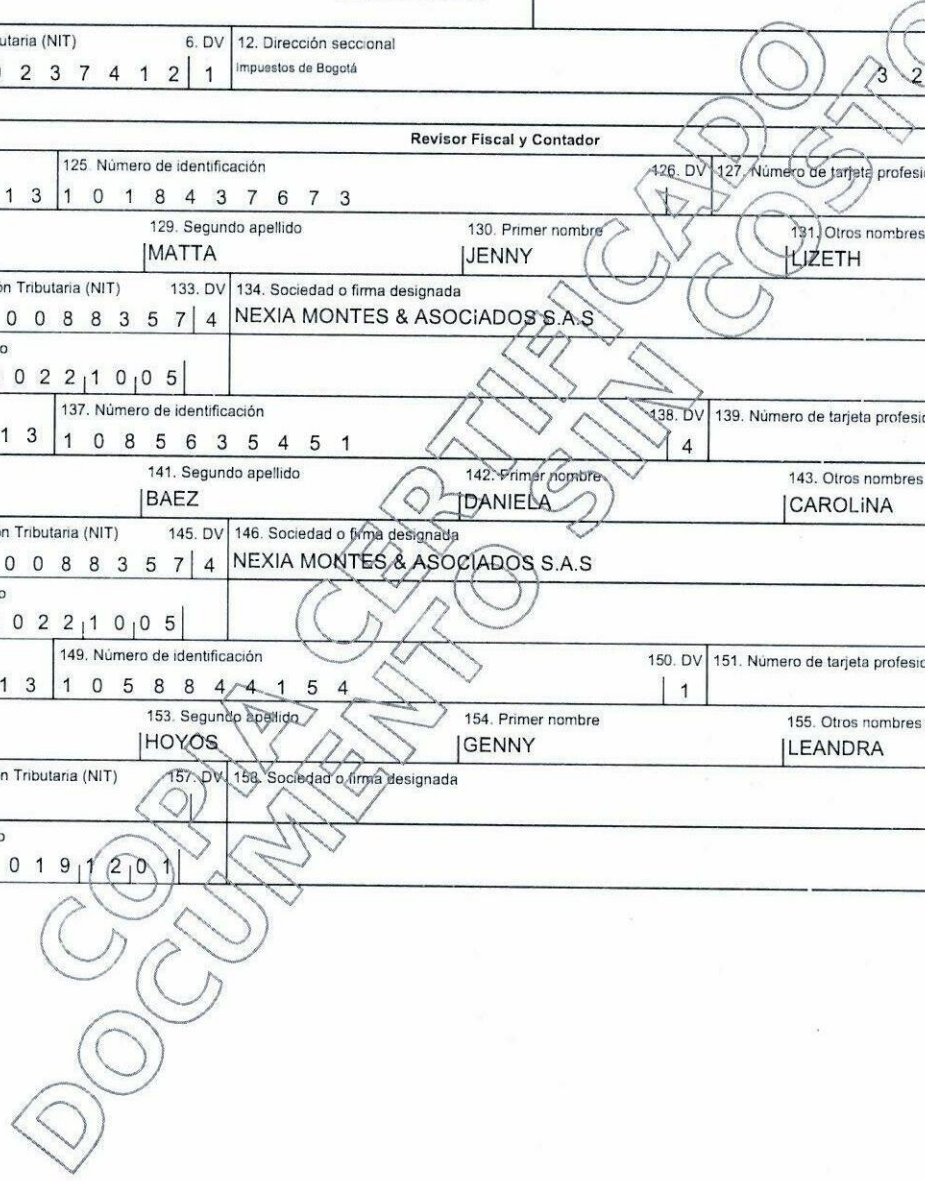 utaria (NIT) 6. DV 12. Dirección seccional
2 3 7 4 1 2 1 Impuestos de Bogotá 3 2
Revisor Fiscal y Contador
125. Número de identificación 126. DV 127. Número de tarjeta profesi
1 3 1 0 1 8 4 3 7 6 7 3
129. Segundo apellido 130. Primer nombre 131. Otros nombres
MATTA JENNY LIZETH
ón Tributaria (NIT) 133. DV 134. Sociedad o firma designada
0 0 8 8 3 5 7 4 NEXIA MONTES & ASOCiADOS S.A.S
o
0 2 2 1 0 0 5
137. Número de identificación 138. DV 139. Número de tarjeta profesi
1 3 1 0 8 5 6 3 5 4 5 1 4
141. Segundo apellido 142. Primer nombre 143. Otros nombres
BAEZ DANIELA CAROLiNA
n Tributaria (NIT) 145. DV 146. Sociedad o firma designada
0 0 8 8 3 5 7 4 NEXIA MONTES & ASOCIADOS S.A.S
o
0 2 2 1 0 0 5
149. Número de identificación 150. DV 151. Número de tarjeta profesi
1 3 1 0 5 8 8 4 4 1 5 4 1
153. Segundo apellido 154. Primer nombre 155. Otros nombres
HOYOS GENNY LEANDRA
n Tributaria (NIT) 157. DV 158. Sociedad o firma designada
o
0 1 9 1 2 0 1
COPIA CERTIFICADO
DOCUMENTO SIN COSTO